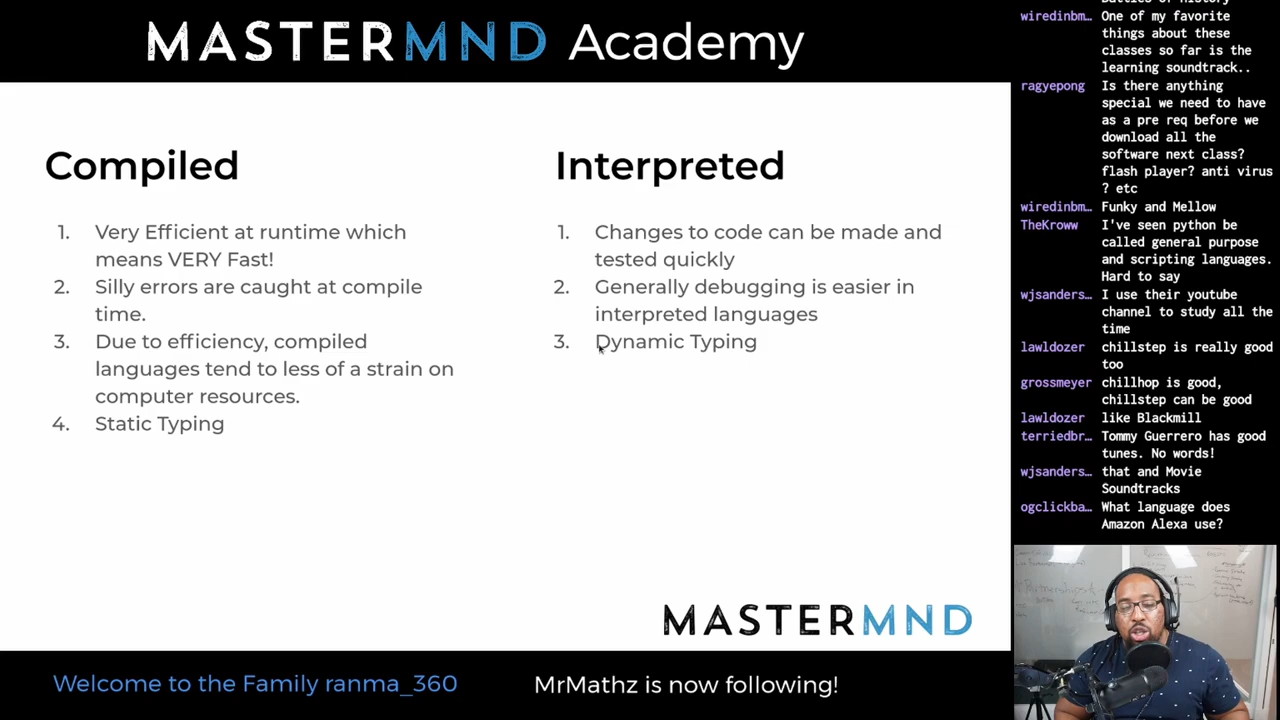 MASTERMND Academy
Compiled
1. Very Efficient at runtime which
means VERY Fast!
2. Silly errors are caught at compile
time.
3. Due to efficiency, compiled
languages tend to less of a strain on
computer resources.
4. Static Typing
Interpreted
1. Changes to code can be made and
tested quickly
2. Generally debugging is easier in
interpreted languages
3. Dynamic Typing
MASTERMND
Welcome to the Family ranma_360
MrMathz is now following!
wiredinbm… One of my favorite
things about these
classes so far is the
learning soundtrack..
ragyepong Is there anything
special we need to have
as a pre req before we
download all the
software next class?
flash player? anti virus
? etc
wiredinbm… Funky and Mellow
TheKroww I've seen python be
called general purpose
and scripting languages.
Hard to say
wjsanders… I use their youtube
channel to study all the
time
lawldozer chillstep is really good
too
grossmeyer chillhop is good,
chillstep can be good
lawldozer like Blackmill
terriedbr… Tommy Guerrero has good
tunes. No words!
wjsanders… that and Movie
Soundtracks
ogclickba… What language does
Amazon Alexa use?